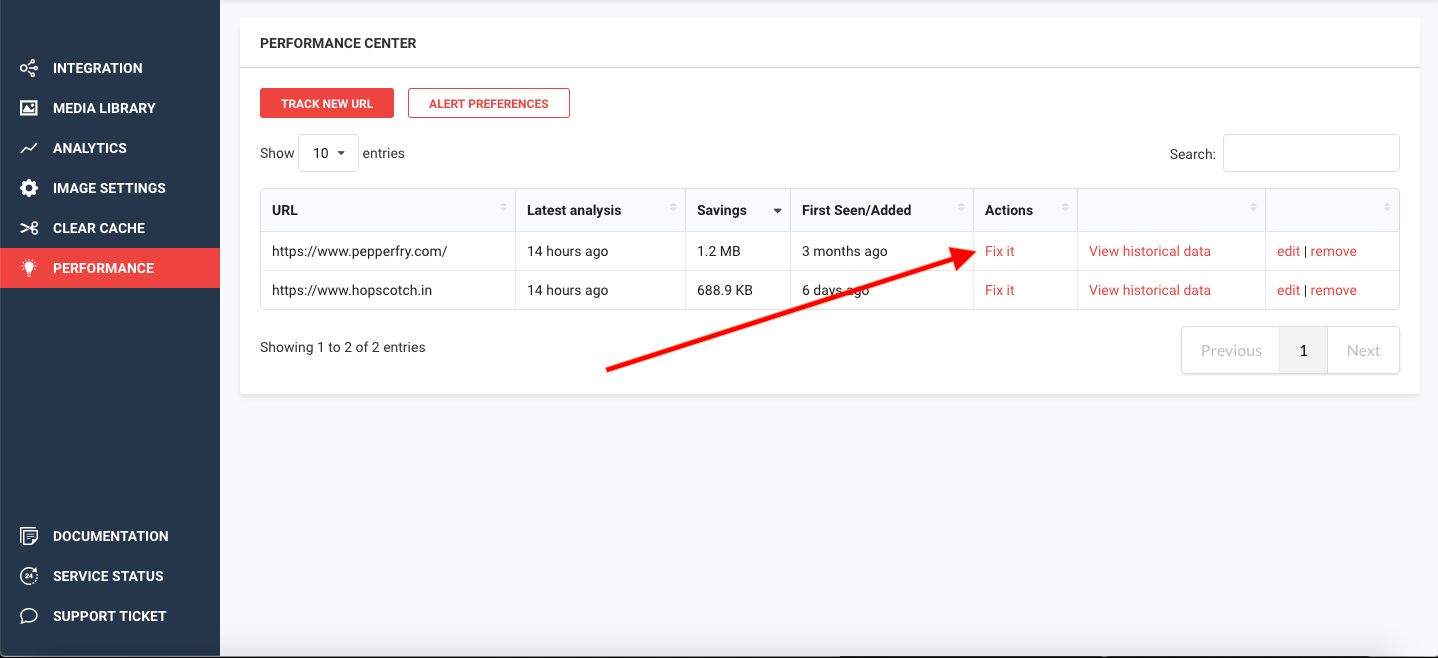 INTEGRATION
MEDIA LIBRARY
ANALYTICS
IMAGE SETTINGS
CLEAR CACHE
PERFORMANCE
DOCUMENTATION
24
SERVICE STATUS
SUPPORT TICKET
PERFORMANCE CENTER
TRACK NEW URL ALERT PREFERENCES
Show 10 entries Search:
URL Latest analysis Savings First Seen/Added Actions
https://www.pepperfry.com/ 14 hours ago 1.2 MB 3 months ago Fix it View historical data edit | remove
https://www.hopscotch.in 14 hours ago 688.9 KB 6 days ago Fix it View historical data edit | remove
Showing 1 to 2 of 2 entries Previous 1 Next